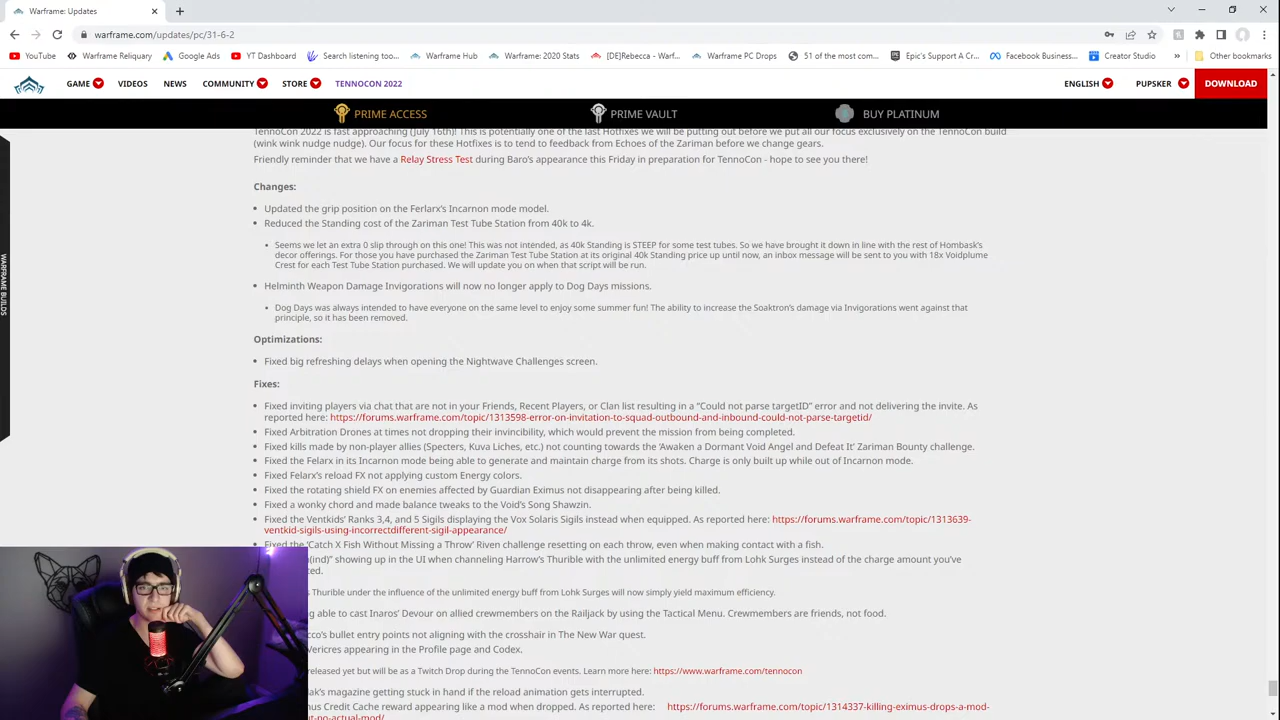 Warframe: Updates
warframe.com/updates/pc/31-6-2
YouTube
Warframe Reliquary
Google Ads
YT Dashboard
Search listening too...
Warframe Hub
Warframe: 2020 Stats
[DE]Rebecca - Warf...
Warframe PC Drops
51 of the most com...
Epic's Support A Cr...
Facebook Business...
Creator Studio
»
Other bookmarks
GAME
VIDEOS
NEWS
COMMUNITY
STORE
TENNOCON 2022
ENGLISH
PUPSKER
DOWNLOAD
PRIME ACCESS
PRIME VAULT
BUY PLATINUM
WARFRAME BUILDS
TennoCon 2022 is fast approaching (July 16th)! This is potentially one of the last Hotfixes we will be putting out before we put all our focus exclusively on the TennoCon build
(wink wink nudge nudge). Our focus for these Hotfixes is to tend to feedback from Echoes of the Zariman before we change gears.
Friendly reminder that we have a Relay Stress Test during Baro's appearance this Friday in preparation for TennoCon - hope to see you there!
Changes:
Updated the grip position on the Ferlarx's Incarnon mode model.
Reduced the Standing cost of the Zariman Test Tube Station from 40k to 4k.
Seems we let an extra 0 slip through on this one! This was not intended, as 40k Standing is STEEP for some test tubes. So we have brought it down in line with the rest of Hombask's
decor offerings. For those you have purchased the Zariman Test Tube Station at its original 40k Standing price up until now, an inbox message will be sent to you with 18x Voidplume
Crest for each Test Tube Station purchased. We will update you on when that script will be run.
Helminth Weapon Damage Invigorations will now no longer apply to Dog Days missions.
Dog Days was always intended to have everyone on the same level to enjoy some summer fun! The ability to increase the Soaktron's damage via Invigorations went against that
principle, so it has been removed.
Optimizations:
Fixed big refreshing delays when opening the Nightwave Challenges screen.
Fixes:
Fixed inviting players via chat that are not in your Friends, Recent Players, or Clan list resulting in a "Could not parse targetID" error and not delivering the invite. As
reported here: https://forums.warframe.com/topic/1313598-error-on-invitation-to-squad-outbound-and-inbound-could-not-parse-targetid/
Fixed Arbitration Drones at times not dropping their invincibility, which would prevent the mission from being completed.
Fixed kills made by non-player allies (Specters, Kuva Liches, etc.) not counting towards the 'Awaken a Dormant Void Angel and Defeat It' Zariman Bounty challenge.
Fixed the Felarx in its Incarnon mode being able to generate and maintain charge from its shots. Charge is only built up while out of Incarnon mode.
Fixed Felarx's reload FX not applying custom Energy colors.
Fixed the rotating shield FX on enemies affected by Guardian Eximus not disappearing after being killed.
Fixed a wonky chord and made balance tweaks to the Void's Song Shawzin.
Fixed the Ventkids' Ranks 3,4, and 5 Sigils displaying the Vox Solaris Sigils instead when equipped. As reported here: https://forums.warframe.com/topic/1313639-
ventkid-sigils-using-incorrectdifferent-sigil-appearance/
Fixed the 'Catch X Fish Without Missing a Throw' Riven challenge resetting on each throw, even when making contact with a fish.
(ind)" showing up in the UI when channeling Harrow's Thurible with the unlimited energy buff from Lohk Surges instead of the charge amount you've
Thurible under the influence of the unlimited energy buff from Lohk Surges will now simply yield maximum efficiency.
able to cast Inaros' Devour on allied crewmembers on the Railjack by using the Tactical Menu. Crewmembers are friends, not food.
bullet entry points not aligning with the crosshair in The New War quest.
Vericres appearing in the Profile page and Codex.
released yet but will be as a Twitch Drop during the TennoCon events. Learn more here: https://www.warframe.com/tennocon
magazine getting stuck in hand if the reload animation gets interrupted.
Credit Cache reward appearing like a mod when dropped. As reported here: https://forums.warframe.com/topic/1314337-killing-eximus-drops-a-mod-